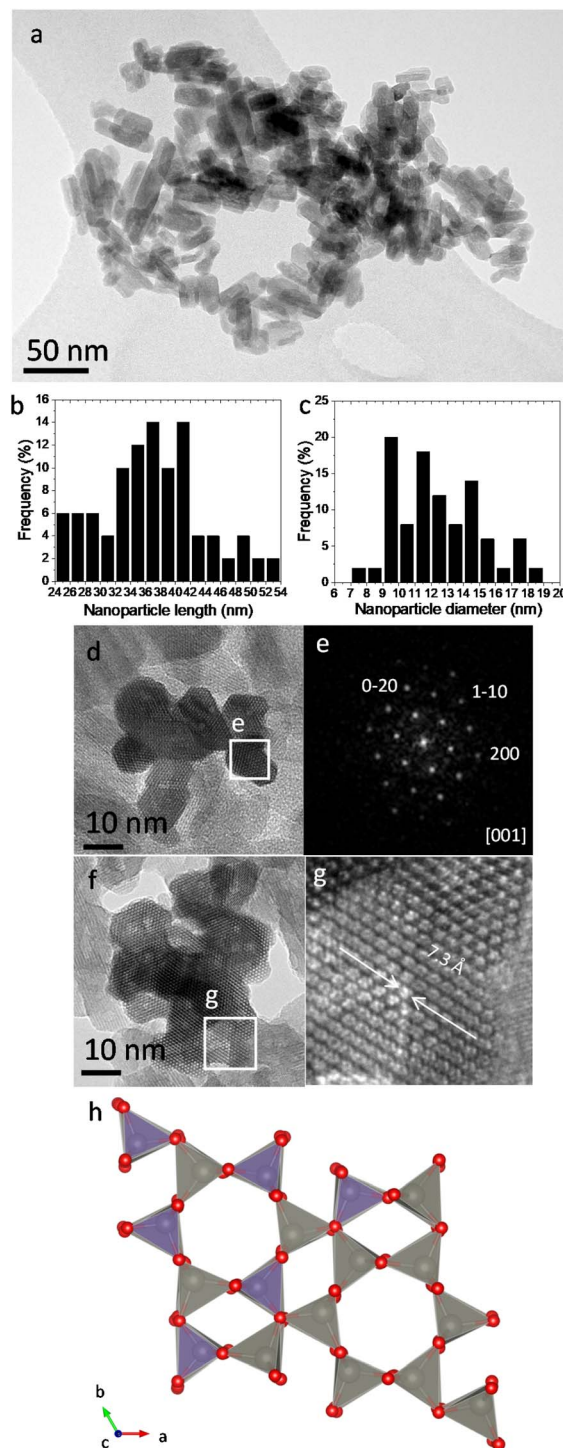 a
50 nm
b
c
16
14
12
10
8
6
4
2
0
Frequency (%)
24 26 28 30 32 34 36 38 40 42 44 46 48 50 52 54
Nanoparticle length (nm)
25
20
15
10
5
0
Frequency (%)
6 7 8 9 10 11 12 13 14 15 16 17 18 19 20
Nanoparticle diameter (nm)
d
e
10 nm
e
0-20
1-10
200
[001]
f
g
10 nm
g
7.3 Å
h
b
c
a